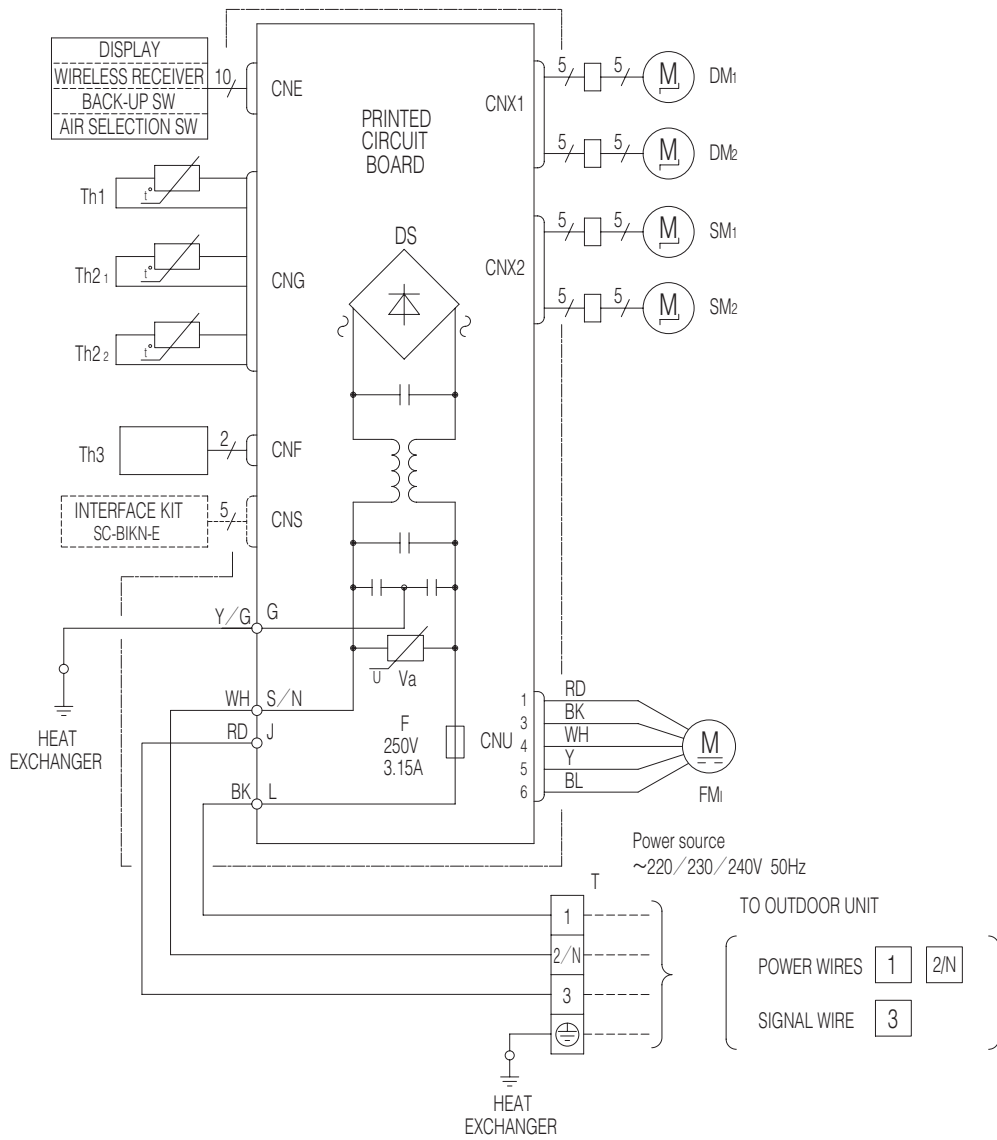 DISPLAY
WIRELESS RECEIVER
BACK-UP SW
AIR SELECTION SW
10
CNE
PRINTED
CIRCUIT
BOARD
CNX1
5
5
M
DM1
5
5
M
DM2
Th1
t°
Th2 1
t°
CNG
Th2 2
t°
DS
CNX2
5
5
M
SM1
5
5
M
SM2
Th3
2
CNF
INTERFACE KIT
SC-BIKN-E
5
CNS
Y/G
G
U
Va
HEAT
EXCHANGER
WH
S/N
RD
J
BK
L
F
250V
3.15A
CNU
1
RD
3
BK
4
WH
5
Y
6
BL
M
FMI
Power source
~220/230/240V 50Hz
T
1
2/N
3
TO OUTDOOR UNIT
POWER WIRES 1 2/N
SIGNAL WIRE 3
HEAT
EXCHANGER